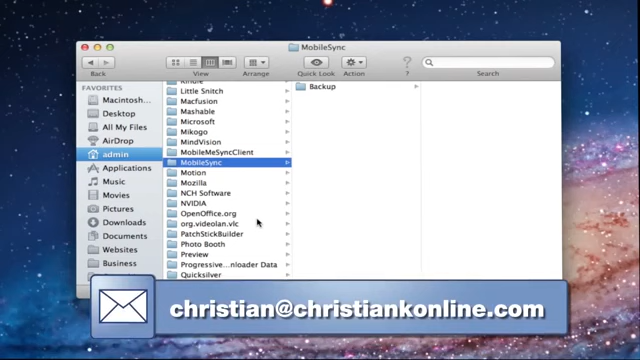 MobileSync
Back
View
Arrange
Quick Look
Action
?
Help
Search
FAVORITES
Macintosh...
Desktop
All My Files
AirDrop
admin
Applications
Music
Movies
Pictures
Downloads
Documents
Websites
Business
Little Snitch
Macfusion
Mashable
Microsoft
Mikogo
MindVision
MobileMeSyncClient
MobileSync
Motion
Mozilla
NCH Software
NVIDIA
OpenOffice.org
org.videolan.vlc
PatchStickBuilder
Photo Booth
Preview
Progressive...nloader Data
Quicksilver
Backup
christian@christiankonline.com